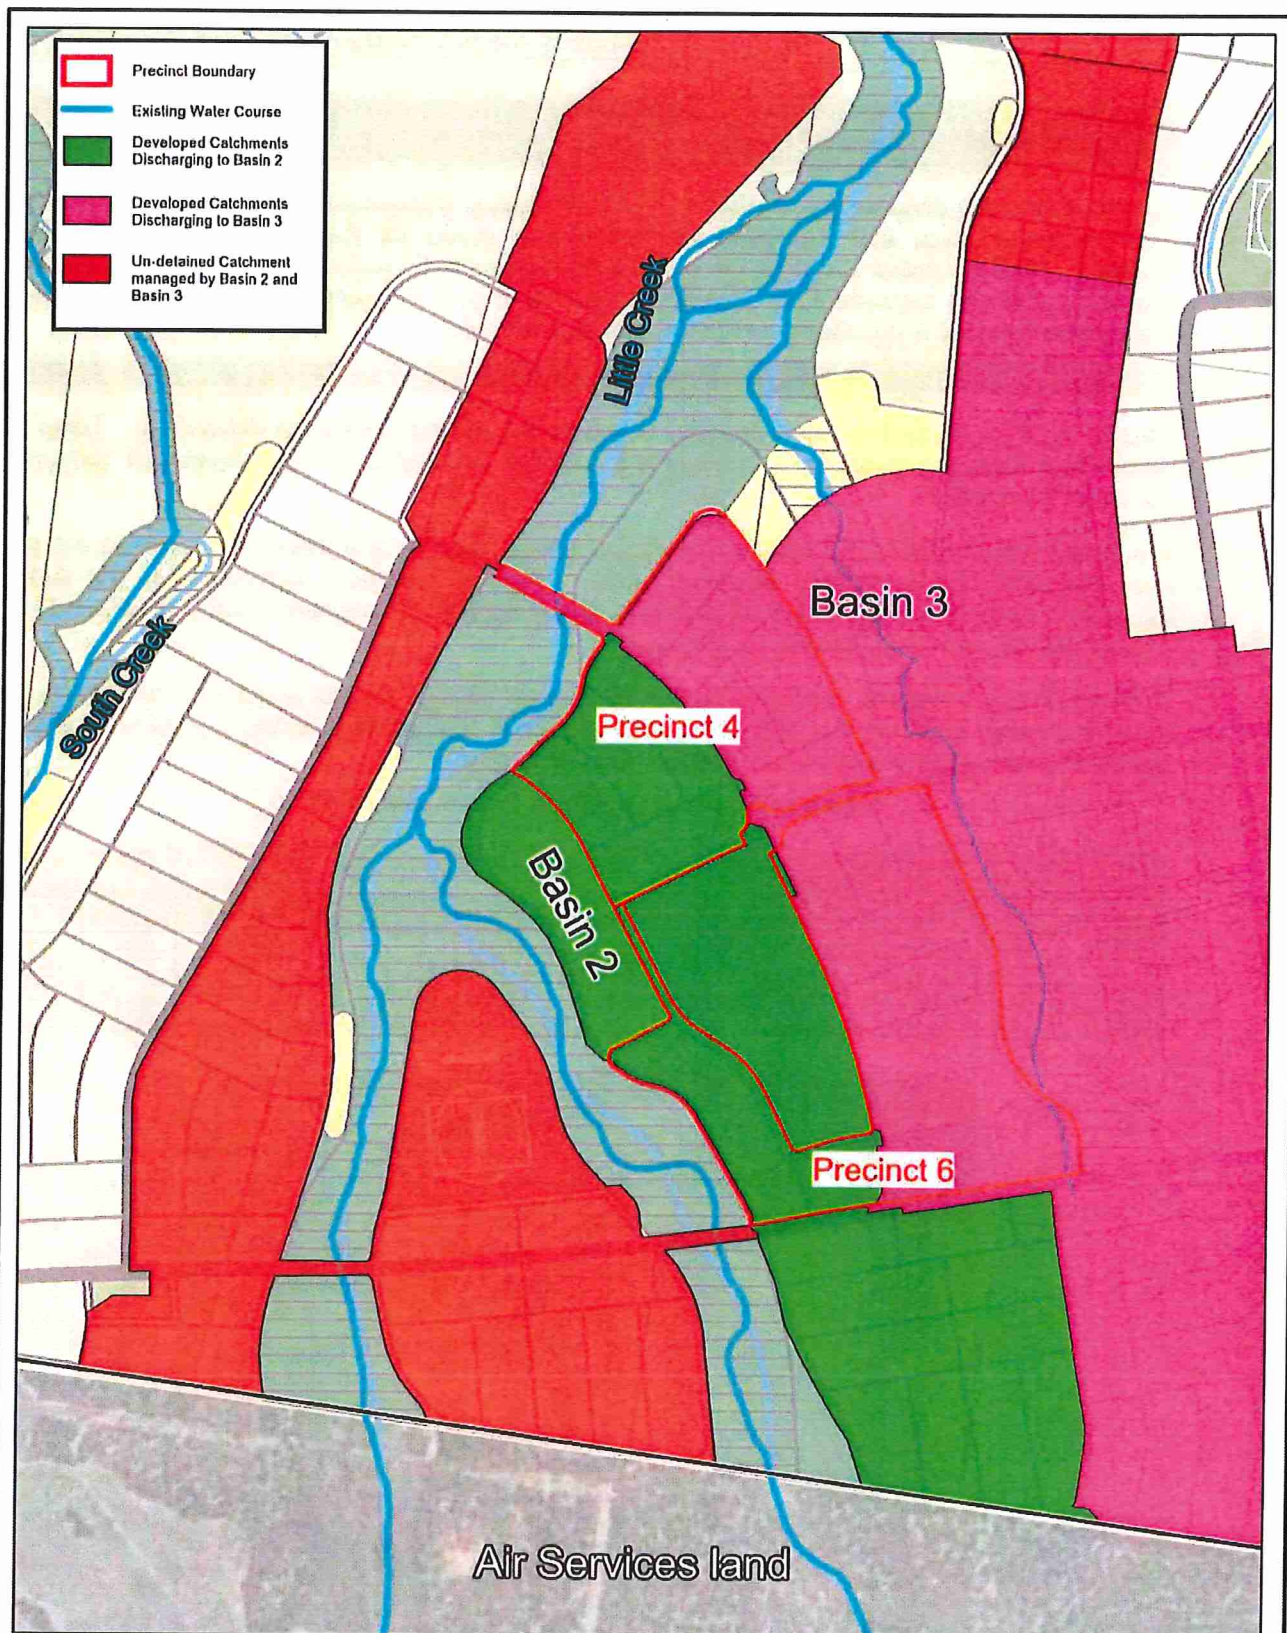 Precinct Boundary
Existing Water Course
Developed Catchments
Discharging to Basin 2
Developed Catchments
Discharging to Basin 3
Un-detained Catchment
managed by Basin 2 and
Basin 3
Little Creek
South Creek
Basin 3
Precinct 4
Basin 2
Precinct 6
Air Services land